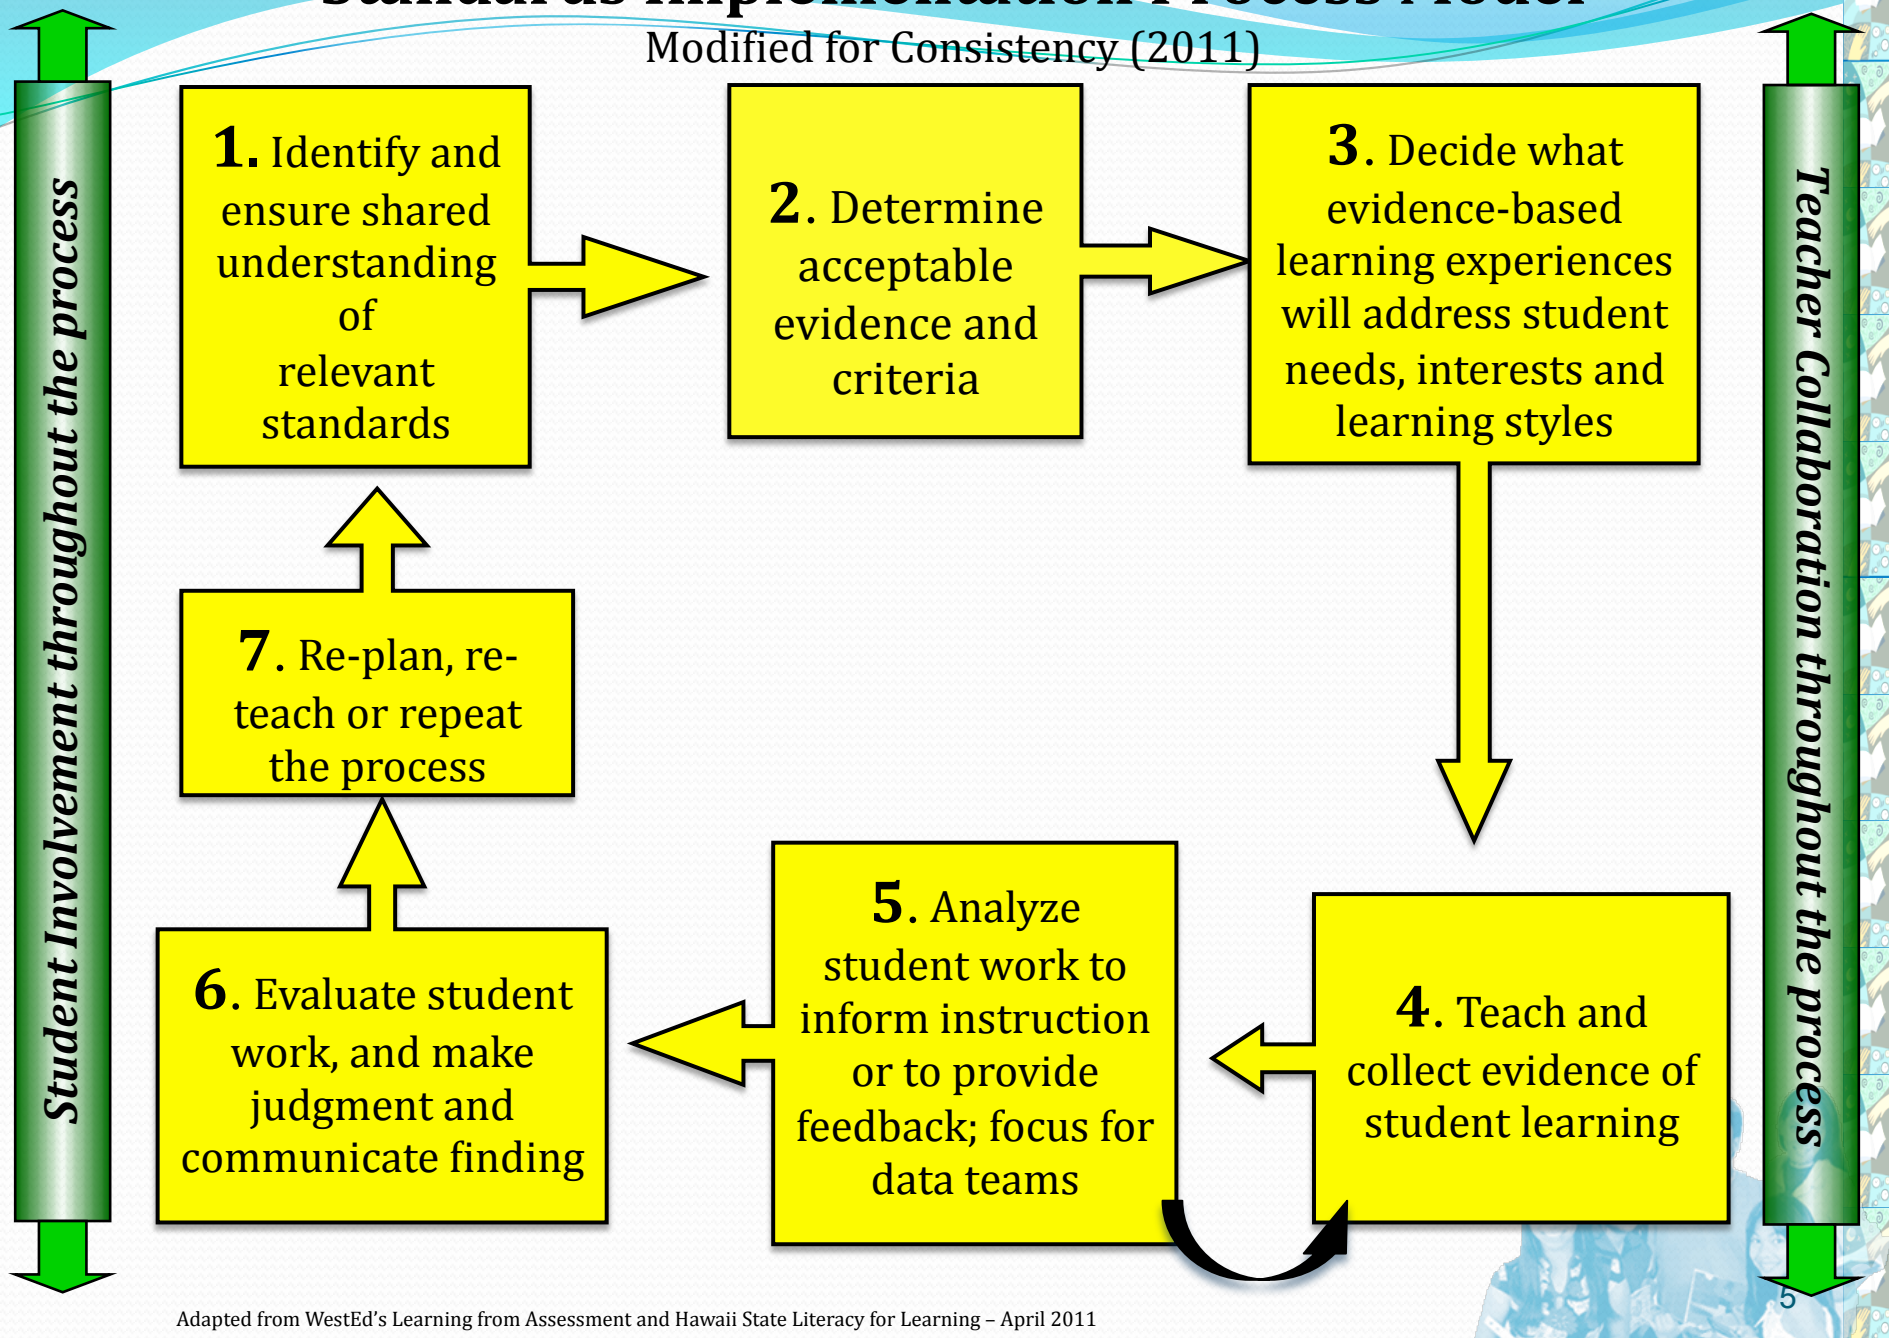 Standards Implementation Process Model
Modified for Consistency (2011)
Student Involvement throughout the process
1. Identify and
ensure shared
understanding
of
relevant
standards
2. Determine
acceptable
evidence and
criteria
3. Decide what
evidence-based
learning experiences
will address student
needs, interests and
learning styles
Teacher Collaboration throughout the process
4. Teach and
collect evidence of
student learning
5. Analyze
student work to
inform instruction
or to provide
feedback; focus for
data teams
6. Evaluate student
work, and make
judgment and
communicate finding
7. Re-plan, re-
teach or repeat
the process
Adapted from WestEd's Learning from Assessment and Hawaii State Literacy for Learning – April 2011
5